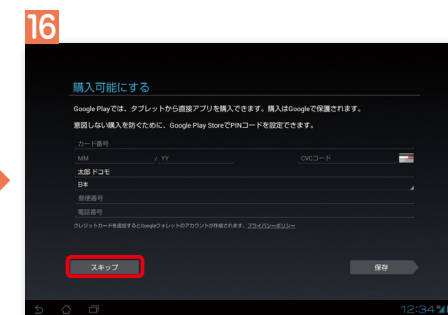 16
購入可能にする
Google Playでは、タブレットから直接アプリを購入できます。購入はGoogleで保護されます。
意図しない購入を防ぐために、Google Play StoreでPINコードを設定できます。
カード番号
MM / YY CVCコード
太郎 ドコモ
日本
郵便番号
電話番号
クレジットカードを追加するとGoogleウォレットのアカウントが作成されます。プライバシーポリシー
スキップ 保存
12:34